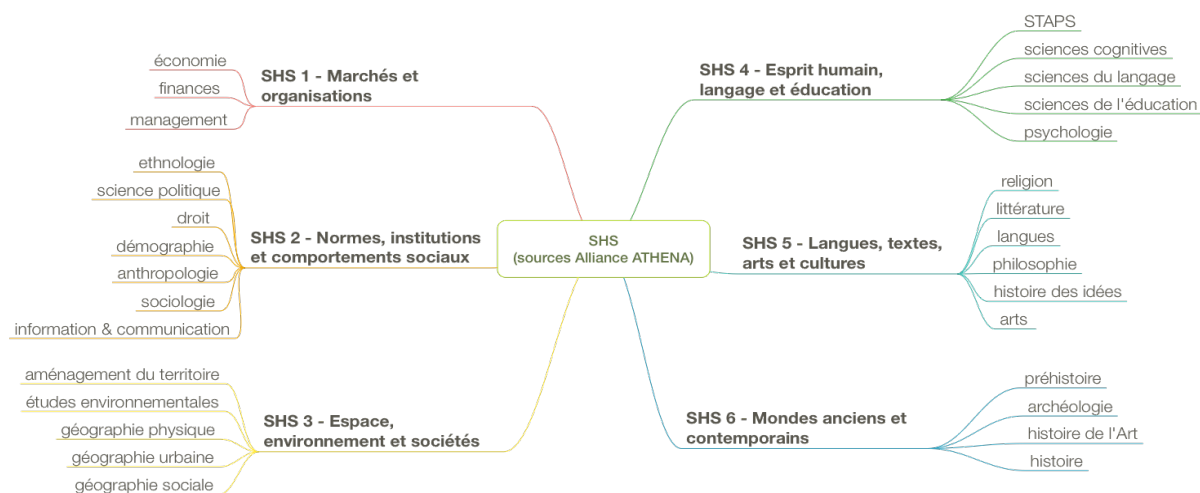 SHS
(sources Alliance ATHENA)
SHS 1 - Marchés et
organisations
économie
finances
management
SHS 2 - Normes, institutions
et comportements sociaux
ethnologie
science politique
droit
démographie
anthropologie
sociologie
information & communication
SHS 3 - Espace,
environnement et sociétés
aménagement du territoire
études environnementales
géographie physique
géographie urbaine
géographie sociale
SHS 4 - Esprit humain,
langage et éducation
STAPS
sciences cognitives
sciences du langage
sciences de l'éducation
psychologie
SHS 5 - Langues, textes,
arts et cultures
religion
littérature
langues
philosophie
histoire des idées
arts
SHS 6 - Mondes anciens et
contemporains
préhistoire
archéologie
histoire de l'Art
histoire